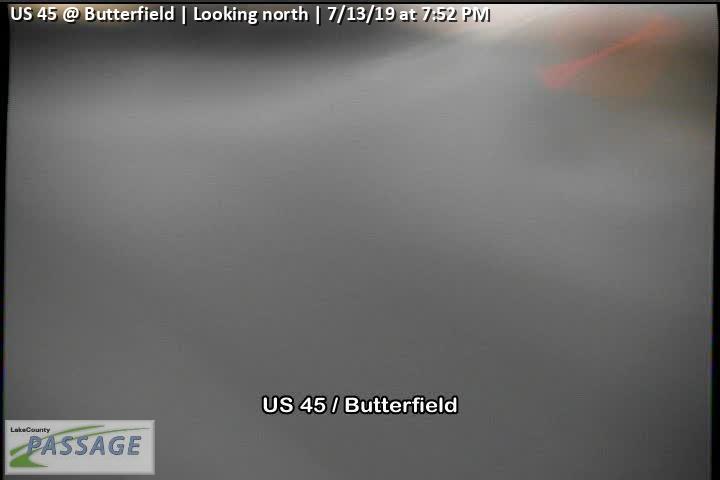 US 45 @ Butterfield | Looking north | 7/13/19 at 7:52 PM
US 45 / Butterfield
LakeCounty
PASSAGE